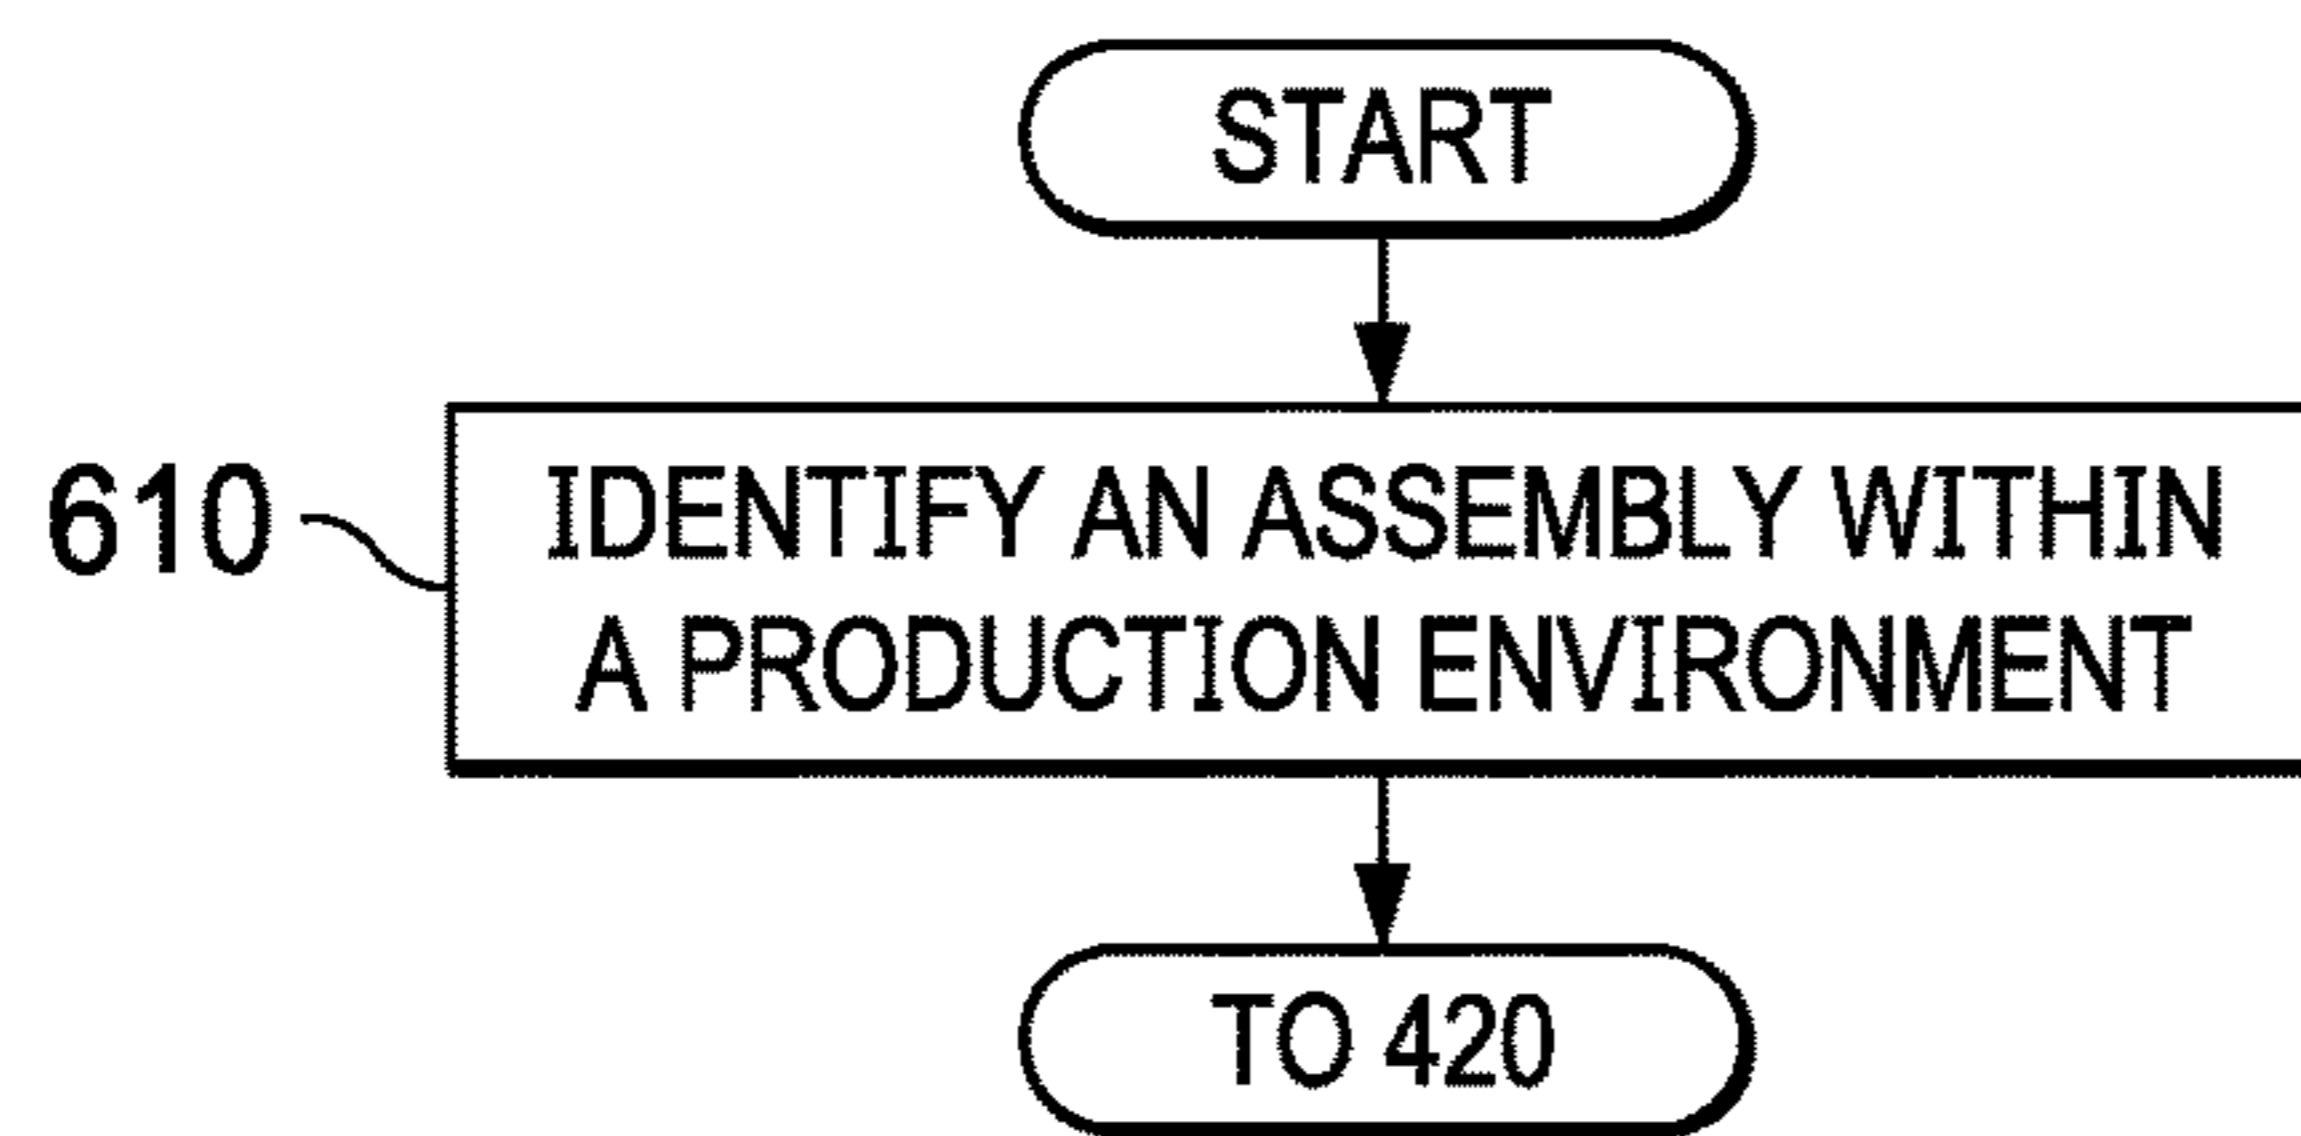 START
610
IDENTIFY AN ASSEMBLY WITHIN
A PRODUCTION ENVIRONMENT
TO 420